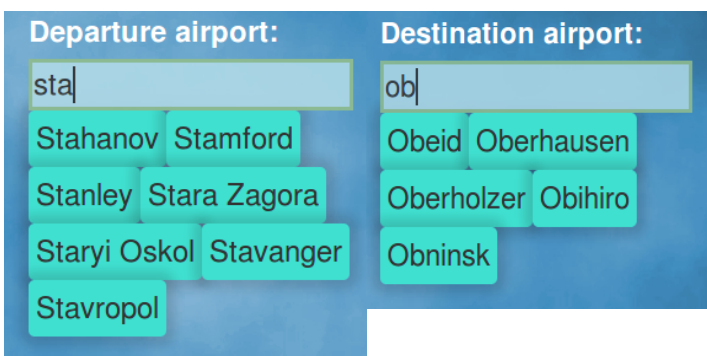 Departure airport:
sta
Stahanov Stamford
Stanley Stara Zagora
Staryi Oskol Stavanger
Stavropol
Destination airport:
ob
Obeid Oberhausen
Oberholzer Obihiro
Obninsk